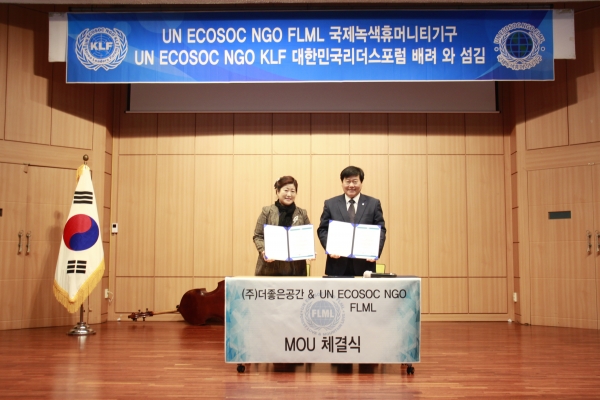 UN ECOSOC NGO FLML 국제녹색휴머니티기구
UN ECOSOC NGO KLF 대한민국리더스포럼 배려 와 섬김
KLF
(주)더좋은공간 & UN ECOSOC NGO
FLML
FLML
MOU 체결식